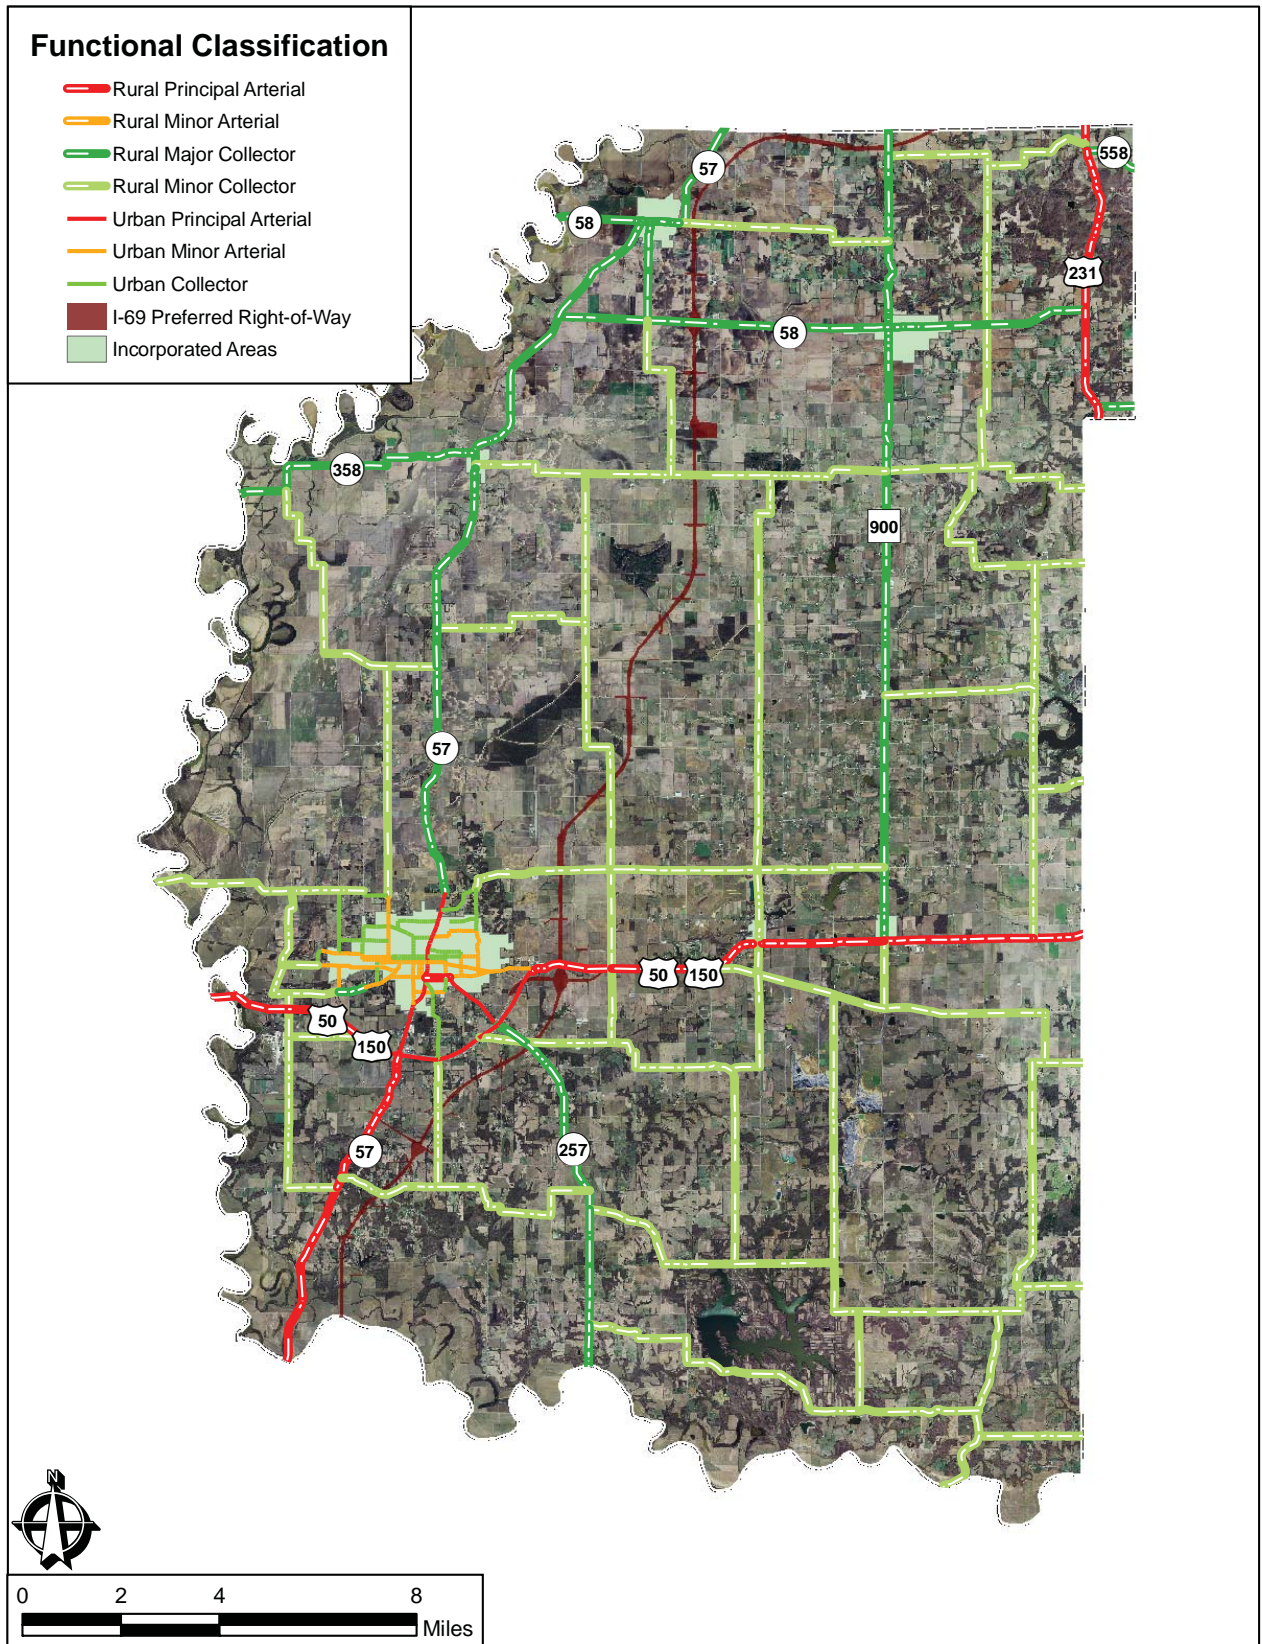 Functional Classification
Rural Principal Arterial
Rural Minor Arterial
Rural Major Collector
Rural Minor Collector
Urban Principal Arterial
Urban Minor Arterial
Urban Collector
I-69 Preferred Right-of-Way
Incorporated Areas
558
57
58
231
58
358
900
57
50 150
50
150
57
257
N
0 2 4 8
Miles